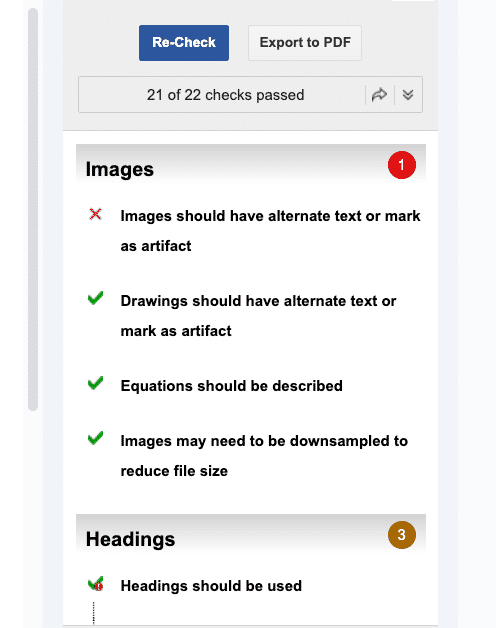 Re-Check
Export to PDF
21 of 22 checks passed
Images
1
Images should have alternate text or mark
as artifact
Drawings should have alternate text or
mark as artifact
Equations should be described
Images may need to be downsampled to
reduce file size
Headings
3
Headings should be used